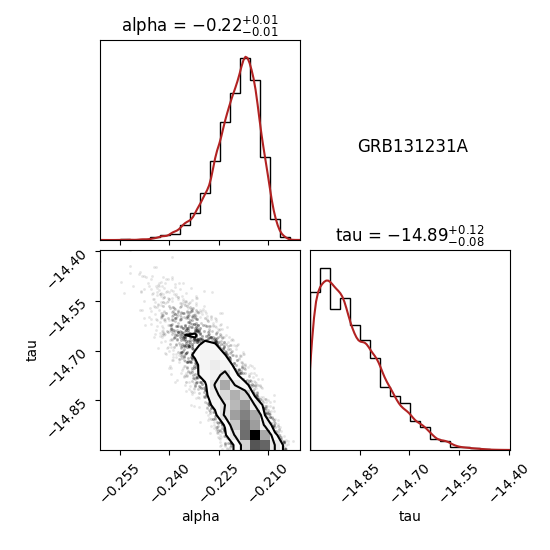 alpha = −0.22+0.01 −0.01
GRB131231A
tau = −14.89+0.12 −0.08
−14.40
−14.55
−14.70
−14.85
tau
−0.255 −0.240 −0.225 −0.210
−14.85 −14.70 −14.55 −14.40
alpha
tau